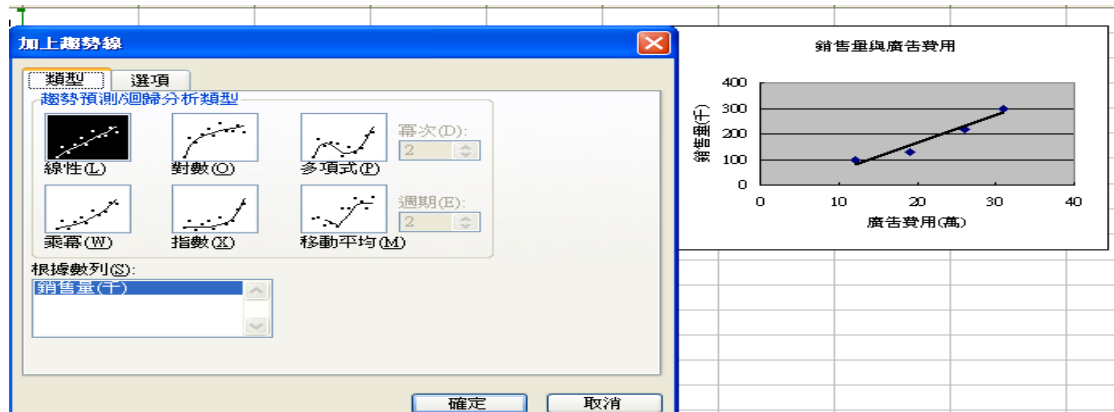 加上趨勢線
類型 選項
趨勢預測/迴歸分析類型
線性(L) 對數(O) 多項式(P)
冪次(D):
2
乘冪(W) 指數(X) 移動平均(M)
週期(E):
2
根據數列(S):
銷售量(千)
確定 取消
銷售量與廣告費用
銷售量(千)
400
300
200
100
0
0 10 20 30 40
廣告費用(萬)